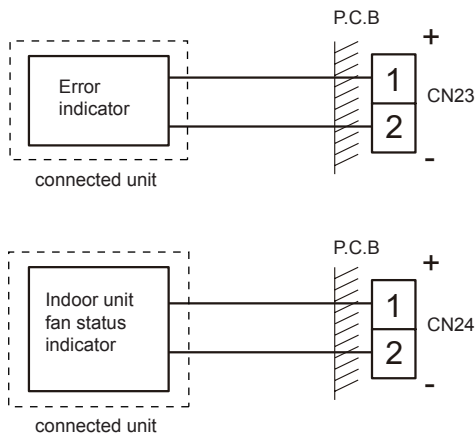 P.C.B
+
Error
indicator
1
CN23
2
-
connected unit
P.C.B
+
Indoor unit
fan status
indicator
1
CN24
2
-
connected unit